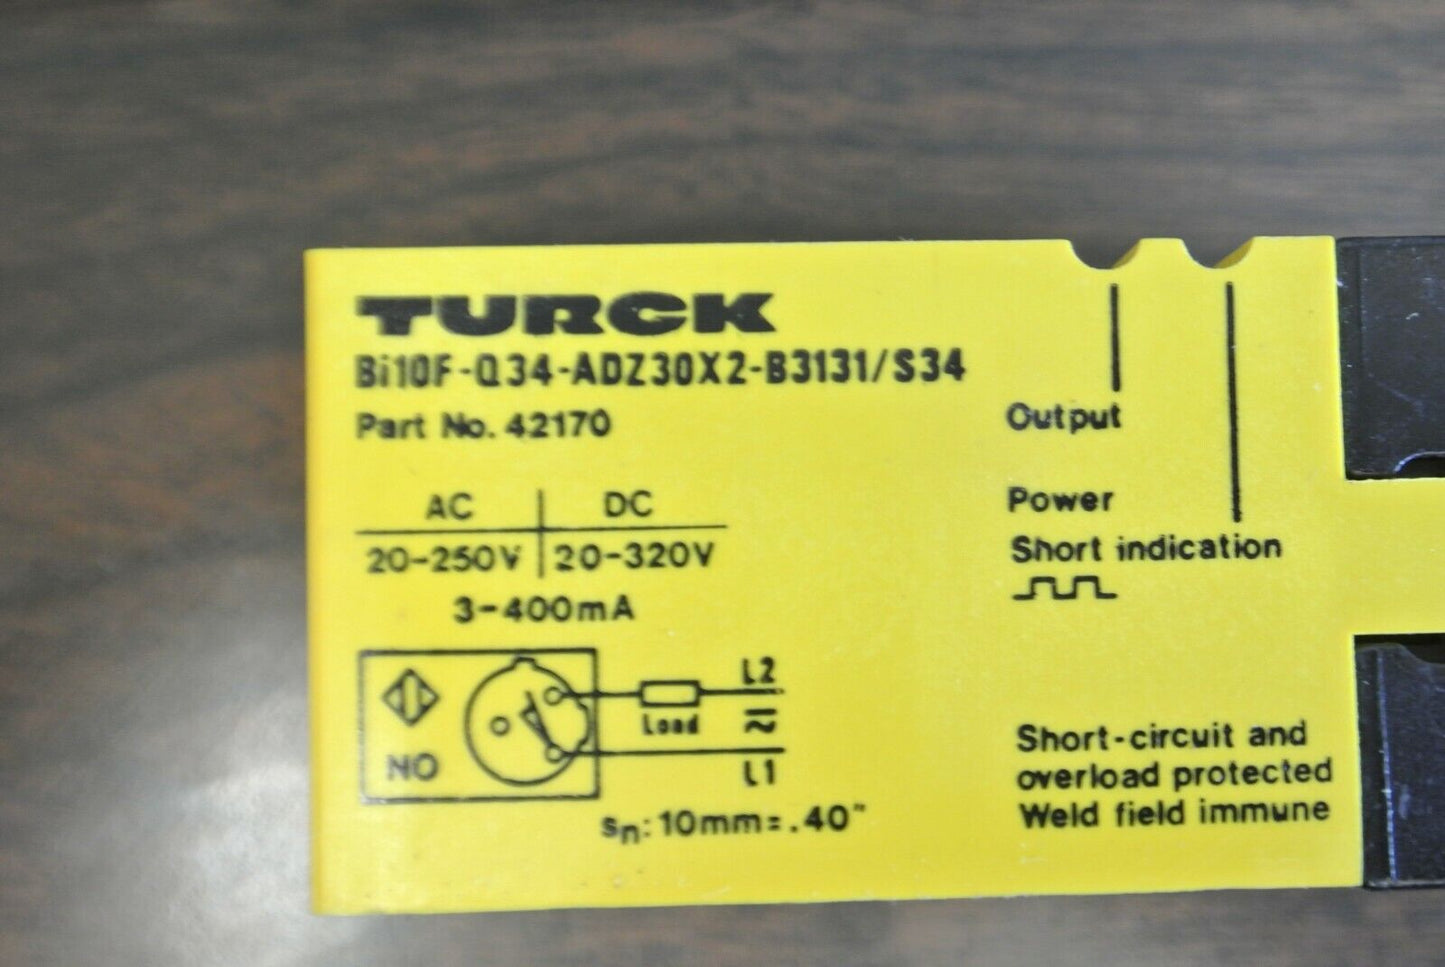 TURCK
Bi10F-Q34-ADZ30X2-B3131/S34
Part No. 42170
AC DC
20-250V 20-320V
3-400mA
NO
L2
Load
L1
sn: 10mm=.40"
Output
Power
Short indication
Short-circuit and
overload protected
Weld field immune